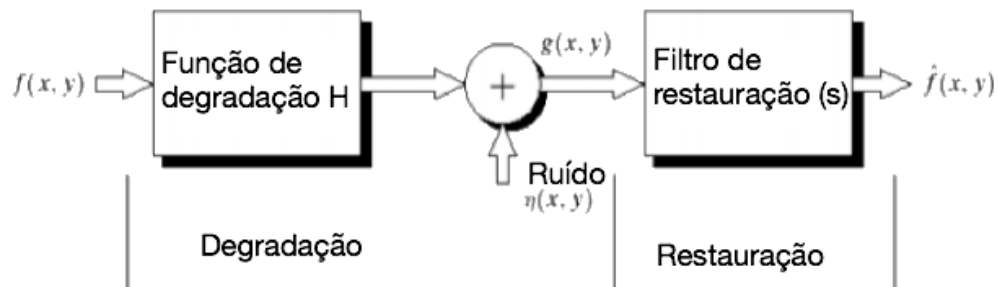 f(x, y)
Função de
degradação H
+
g(x, y)
Ruído
η(x, y)
Filtro de
restauração (s)
f̂(x, y)
Degradação
Restauração